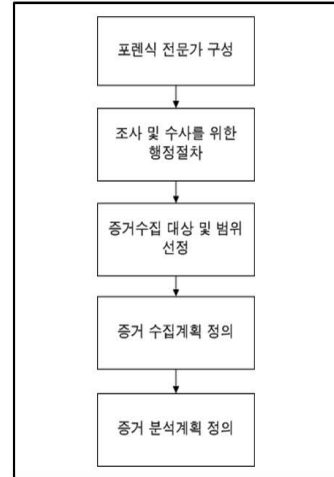 포렌식 전문가 구성
조사 및 수사를 위한
행정절차
증거수집 대상 및 범위
선정
증거 수집계획 정의
증거 분석계획 정의